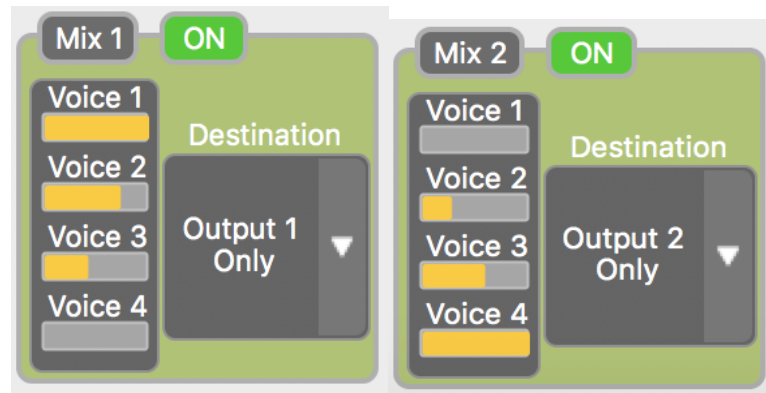 Mix 1
ON
Voice 1
Voice 2
Voice 3
Voice 4
Destination
Output 1
Only
Mix 2
ON
Voice 1
Voice 2
Voice 3
Voice 4
Destination
Output 2
Only